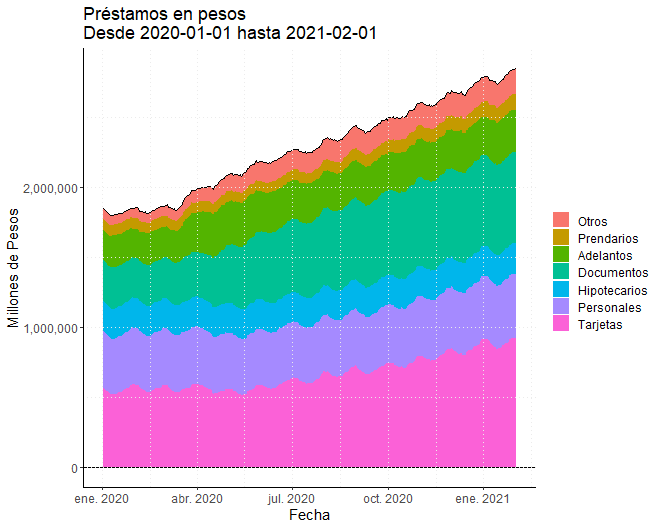 Préstamos en pesos
Desde 2020-01-01 hasta 2021-02-01
Millones de Pesos
2,000,000
1,000,000
0
ene. 2020
abr. 2020
jul. 2020
oct. 2020
ene. 2021
Fecha
Otros
Prendarios
Adelantos
Documentos
Hipotecarios
Personales
Tarjetas